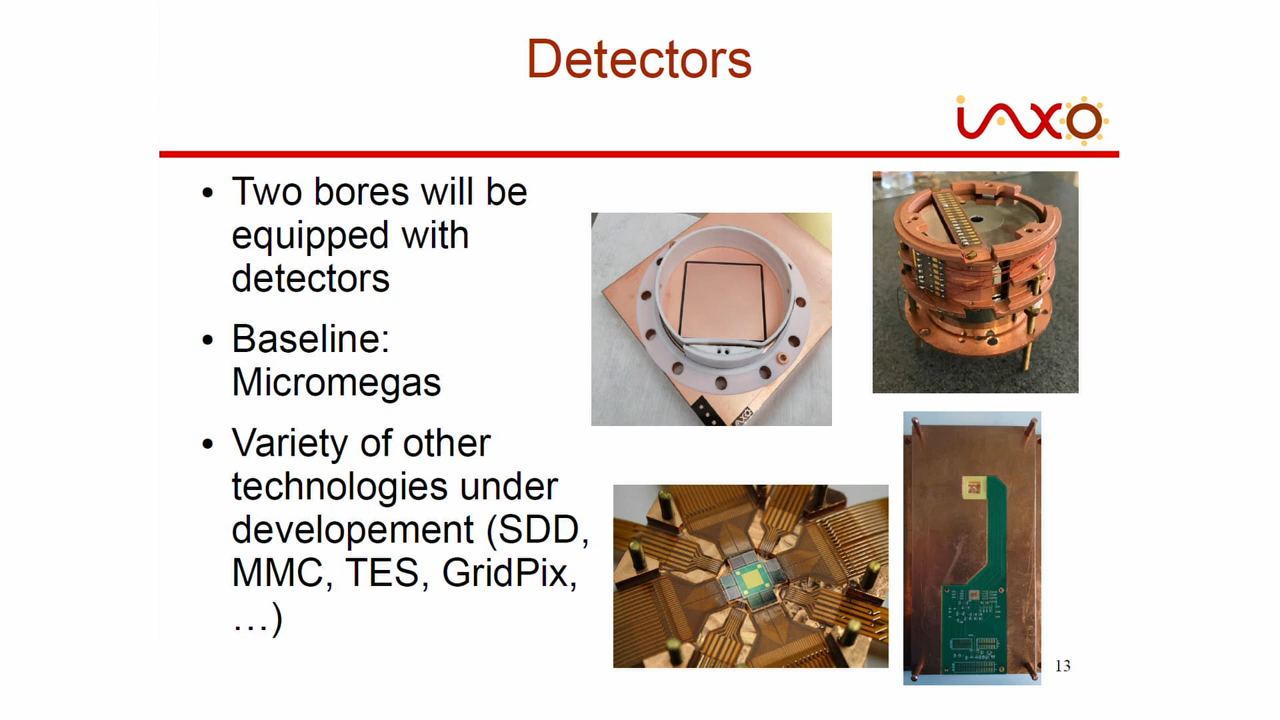 Detectors
iAXO
• Two bores will be
equipped with
detectors
• Baseline:
Micromegas
• Variety of other
technologies under
developement (SDD,
MMC, TES, GridPix,
…)
13